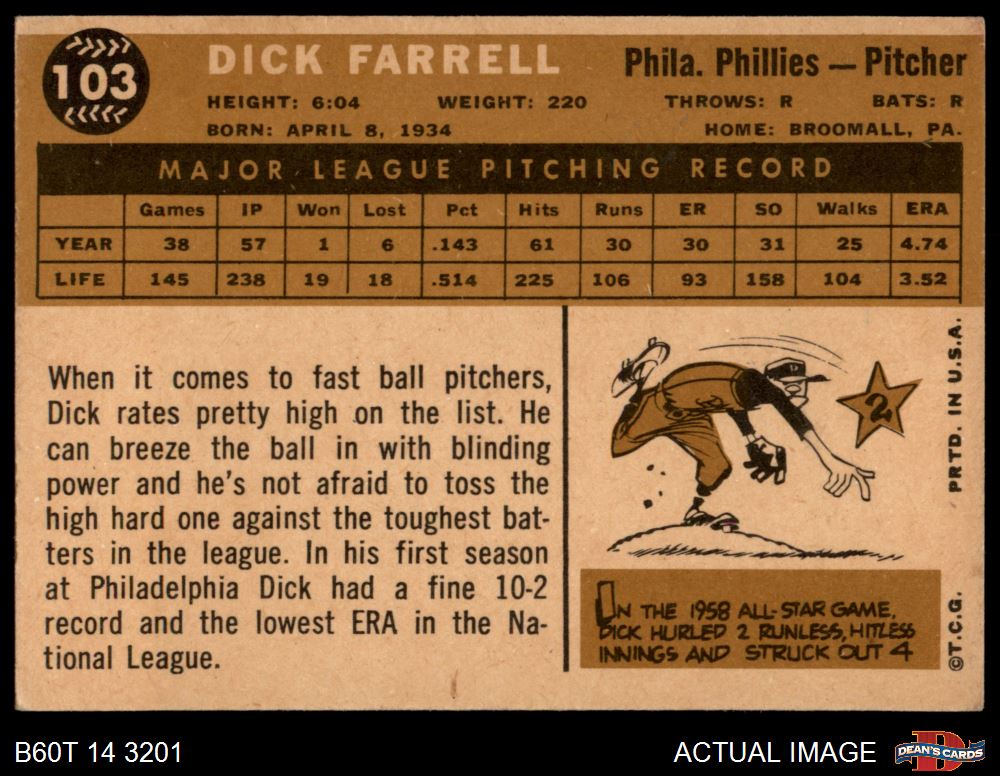 103
DICK FARRELL
Phila. Phillies — Pitcher
HEIGHT: 6:04 WEIGHT: 220 THROWS: R BATS: R
BORN: APRIL 8, 1934 HOME: BROOMALL, PA.
MAJOR LEAGUE PITCHING RECORD
Games IP Won Lost Pct Hits Runs ER SO Walks ERA
YEAR 38 57 1 6 .143 61 30 30 31 25 4.74
LIFE 145 238 19 18 .514 225 106 93 158 104 3.52
When it comes to fast ball pitchers,
Dick rates pretty high on the list. He
can breeze the ball in with blinding
power and he's not afraid to toss the
high hard one against the toughest bat-
ters in the league. In his first season
at Philadelphia Dick had a fine 10-2
record and the lowest ERA in the Na-
tional League.
2
IN THE 1958 ALL-STAR GAME,
DICK HURLED 2 RUNLESS, HITLESS
INNINGS AND STRUCK OUT 4
PRTD. IN U.S.A.
©T.C.G.
B60T 14 3201
ACTUAL IMAGE
DEAN'S CARDS